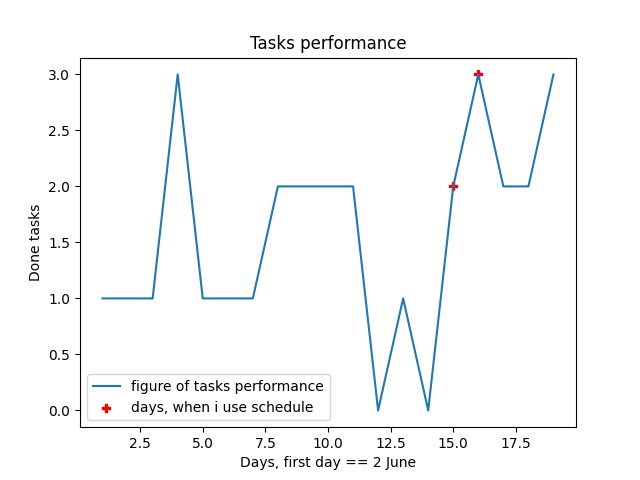 Tasks performance
3.0
2.5
2.0
1.5
1.0
0.5
0.0
Done tasks
figure of tasks performance
days, when i use schedule
2.5 5.0 7.5 10.0 12.5 15.0 17.5
Days, first day == 2 June